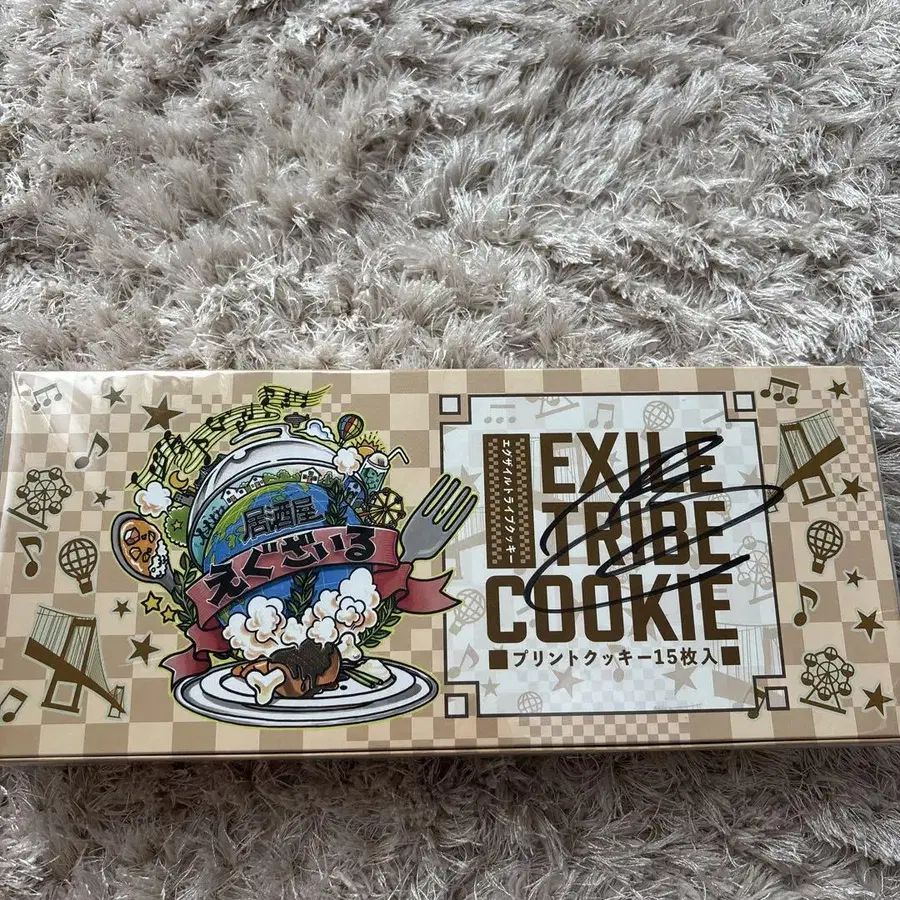 居酒屋
えぐざいる
エグザイルトライブクッキー
EXILE
TRIBE
COOKIE
■プリントクッキー15枚入■